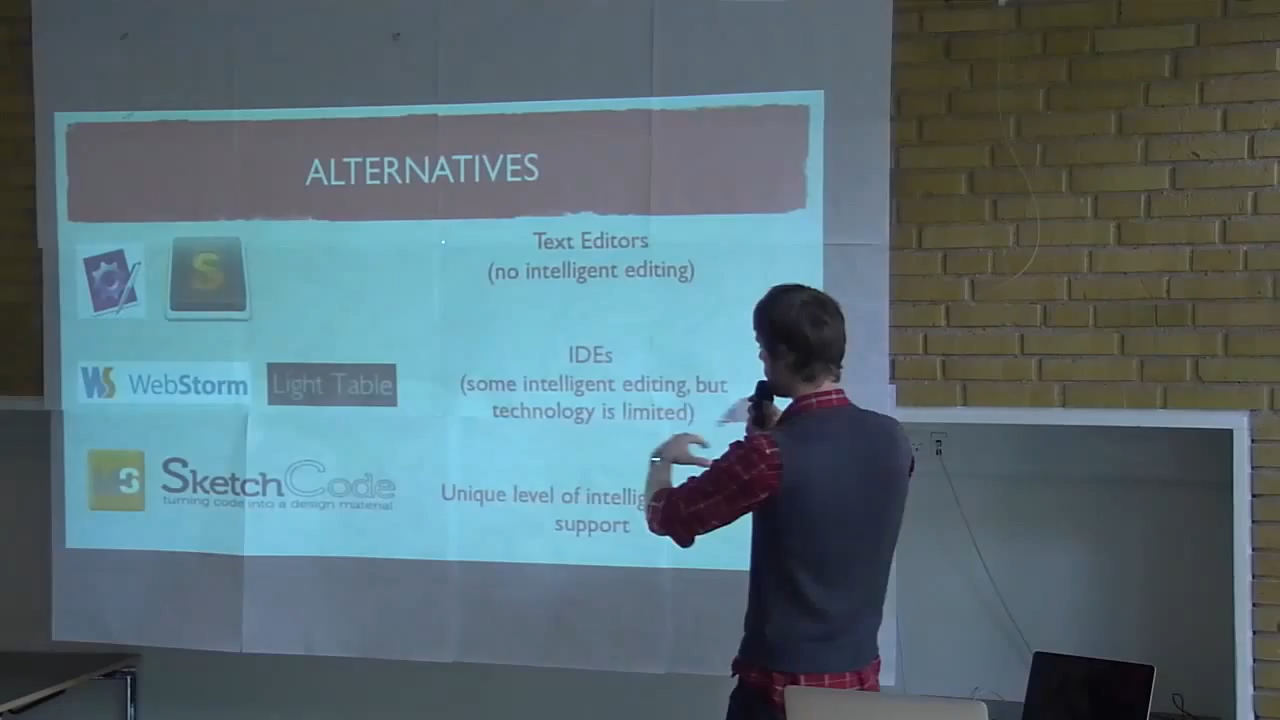 ALTERNATIVES
Text Editors
(no intelligent editing)
S
WS WebStorm
Light Table
IDEs
(some intelligent editing, but
technology is limited)
SketchCode
turning code into a design material
Unique level of
support